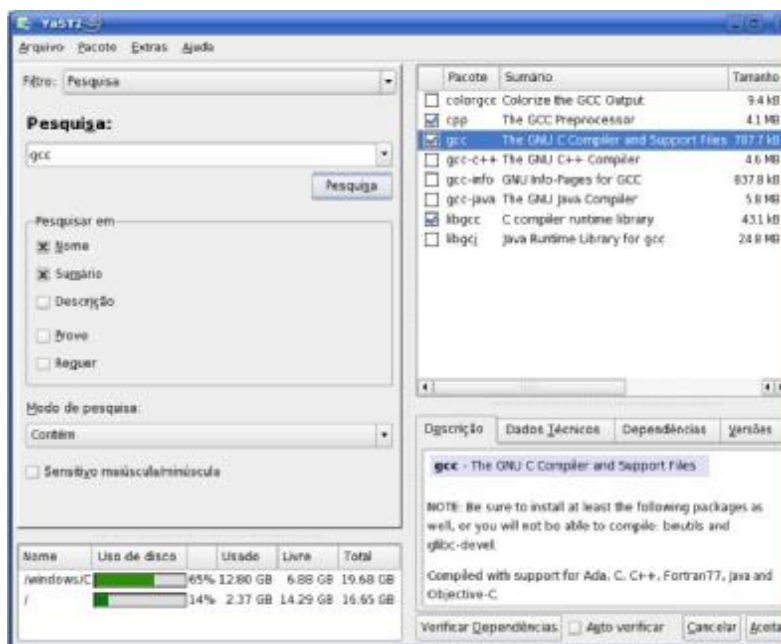 YaST2
Arquivo Pacote Extras Ajuda
Filtro: Pesquisa
Pesquisa:
gcc
Pesquisa
Pesquisar em
Nome
Sumário
Descrição
Prove
Requer
Modo de pesquisa:
Contém
Sensitivo maiúscula/minúscula
Nome Uso de disco Usado Livre Total
/windows/C 65% 12.80 GB 6.88 GB 19.68 GB
/ 14% 2.37 GB 14.29 GB 16.65 GB
Pacote Sumário Tamanho
colorgcc Colorize the GCC Output 9.4 kB
cpp The GCC Preprocessor 4.1 MB
gcc The GNU C Compiler and Support Files 787.7 kB
gcc-c++ The GNU C++ Compiler 4.6 MB
gcc-info GNU Info-Pages for GCC 837.8 kB
gcc-java The GNU Java Compiler 5.8 MB
libgcc C compiler runtime library 43.1 kB
libgcj Java Runtime Library for gcc 24.8 MB
Descrição Dados Técnicos Dependências Versões
gcc - The GNU C Compiler and Support Files
NOTE: Be sure to install at least the following packages as
well, or you will not be able to compile: binutils and
glibc-devel.
Compiled with support for Ada, C, C++, Fortran77, Java and
Objective-C
Verificar Dependências Auto verificar Cancelar Aceita